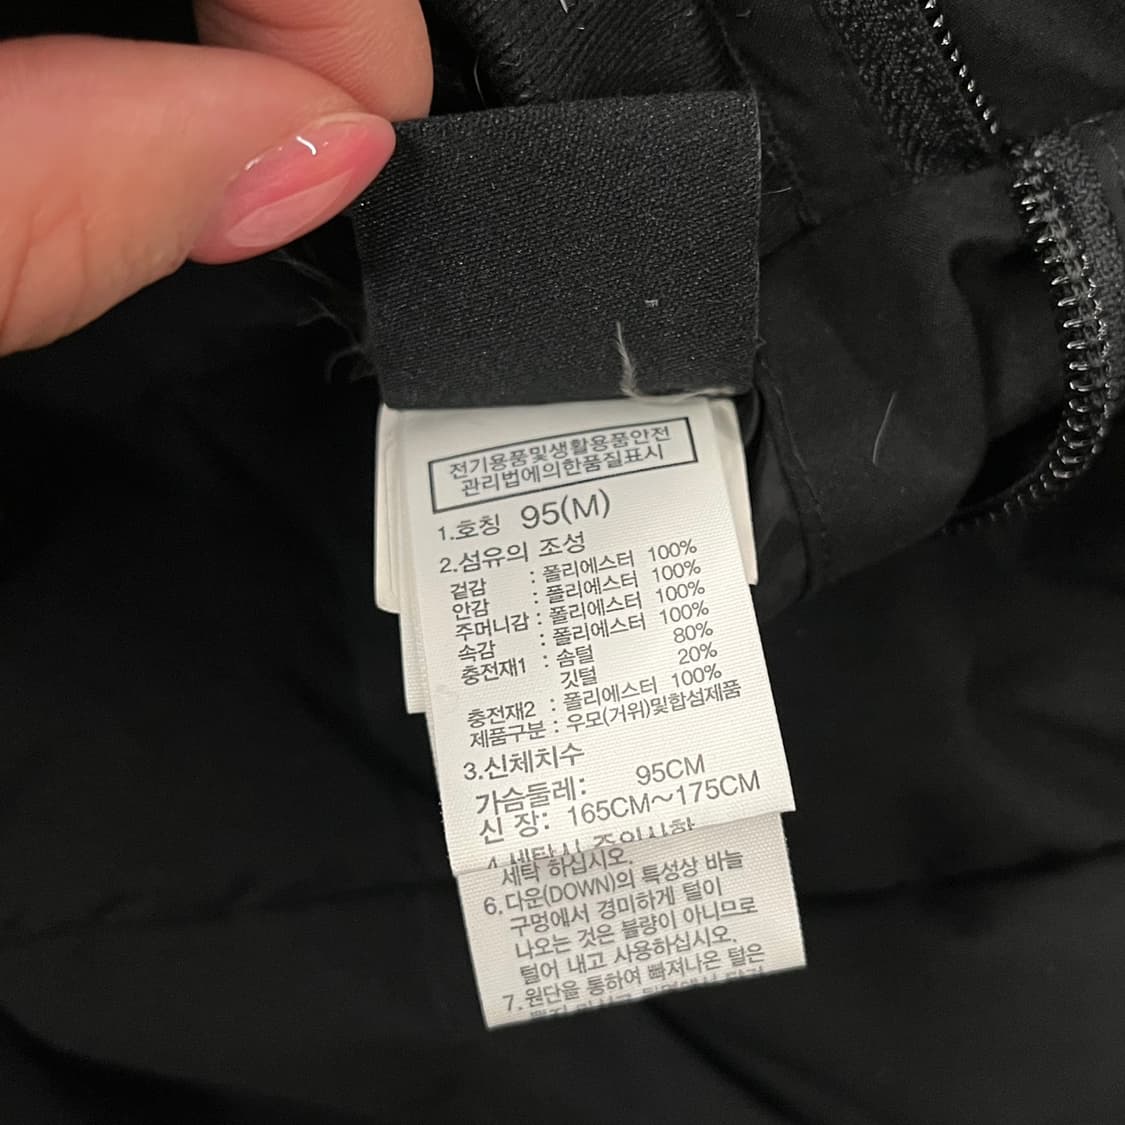 전기용품및생활용품안전
관리법에의한품질표시
1.호칭 95(M)
2.섬유의 조성
겉감 : 폴리에스터 100%
안감 : 폴리에스터 100%
주머니감 : 폴리에스터 100%
속감 : 폴리에스터 100%
충전재1 : 솜털 80%
깃털 20%
충전재2 : 폴리에스터 100%
제품구분 : 우모(거위)및합성제품
3.신체치수
가슴둘레: 95CM
신 장: 165CM~175CM
4.세탁시 주의사항
세탁 하십시오.
6.다운(DOWN)의 특성상 바늘
구멍에서 경미하게 털이
나오는 것은 불량이 아니므로
털어 내고 사용하십시오.
7.원단을 통하여 빠져나온 털은